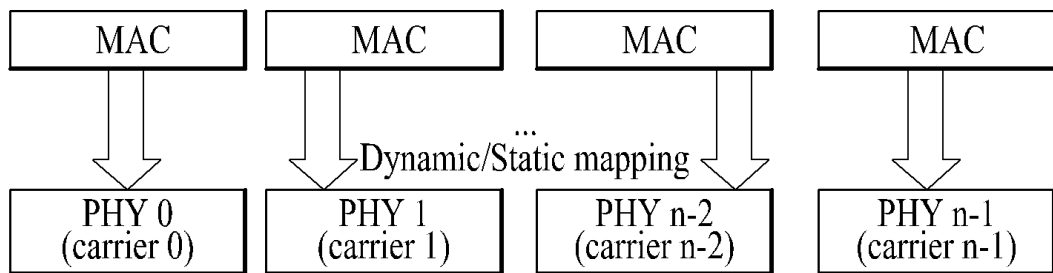 MAC MAC MAC MAC
...
Dynamic/Static mapping
PHY 0 PHY 1 PHY n-2 PHY n-1
(carrier 0) (carrier 1) (carrier n-2) (carrier n-1)